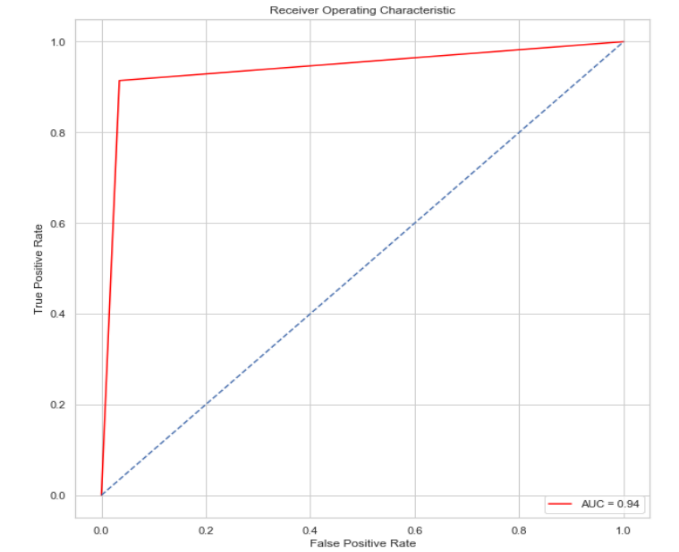 Receiver Operating Characteristic
1.0
0.8
0.6
0.4
0.2
0.0
True Positive Rate
0.0 0.2 0.4 0.6 0.8 1.0
False Positive Rate
AUC = 0.94